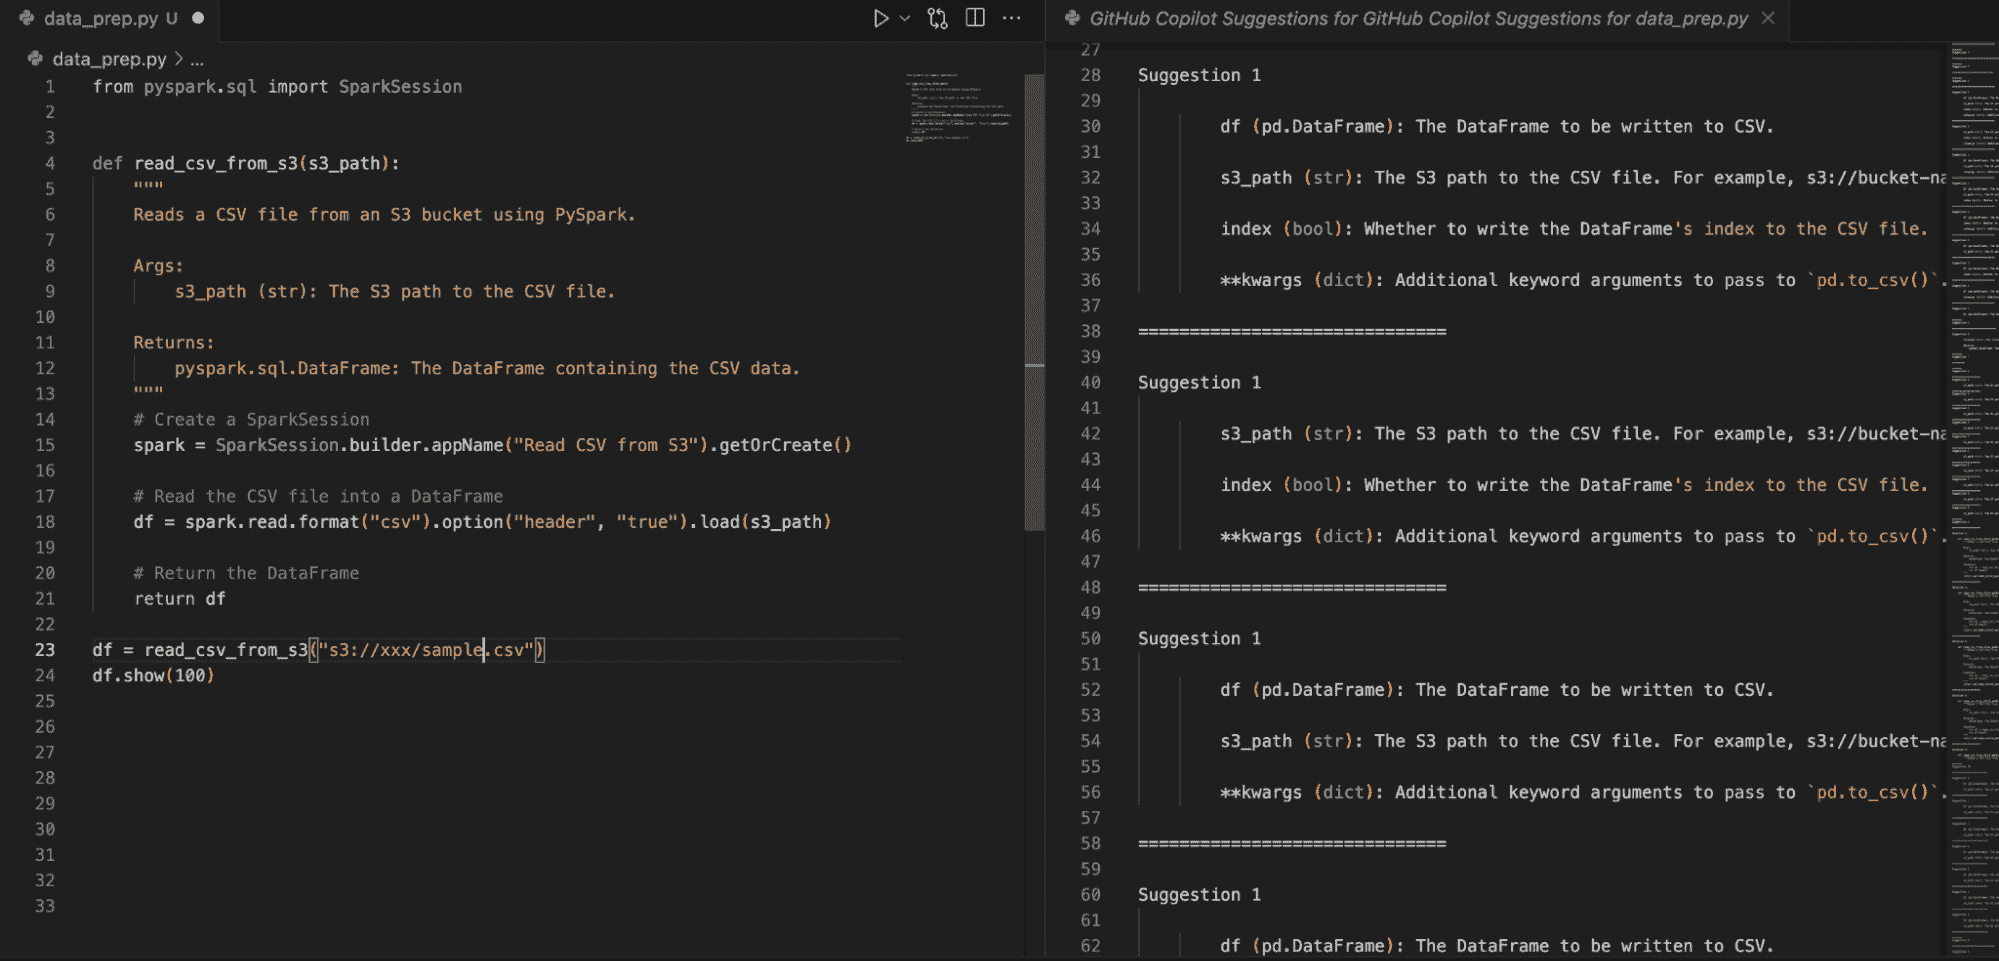 data_prep.py U
data_prep.py > ...
1 from pyspark.sql import SparkSession
2
3
4 def read_csv_from_s3(s3_path):
5 """
6 Reads a CSV file from an S3 bucket using PySpark.
7
8 Args:
9 s3_path (str): The S3 path to the CSV file.
10
11 Returns:
12 pyspark.sql.DataFrame: The DataFrame containing the CSV data.
13 """
14 # Create a SparkSession
15 spark = SparkSession.builder.appName("Read CSV from S3").getOrCreate()
16
17 # Read the CSV file into a DataFrame
18 df = spark.read.format("csv").option("header", "true").load(s3_path)
19
20 # Return the DataFrame
21 return df
22
23 df = read_csv_from_s3("s3://xxx/sample.csv")
24 df.show(100)
25
26
27
28
29
30
31
32
33
GitHub Copilot Suggestions for GitHub Copilot Suggestions for data_prep.py
27
28 Suggestion 1
29
30 df (pd.DataFrame): The DataFrame to be written to CSV.
31
32 s3_path (str): The S3 path to the CSV file. For example, s3://bucket-na
33
34 index (bool): Whether to write the DataFrame's index to the CSV file.
35
36 **kwargs (dict): Additional keyword arguments to pass to `pd.to_csv()`.
37
38 ==============================
39
40 Suggestion 1
41
42 s3_path (str): The S3 path to the CSV file. For example, s3://bucket-na
43
44 index (bool): Whether to write the DataFrame's index to the CSV file.
45
46 **kwargs (dict): Additional keyword arguments to pass to `pd.to_csv()`.
47
48 ==============================
49
50 Suggestion 1
51
52 df (pd.DataFrame): The DataFrame to be written to CSV.
53
54 s3_path (str): The S3 path to the CSV file. For example, s3://bucket-na
55
56 **kwargs (dict): Additional keyword arguments to pass to `pd.to_csv()`.
57
58 ==============================
59
60 Suggestion 1
61
62 df (pd.DataFrame): The DataFrame to be written to CSV.